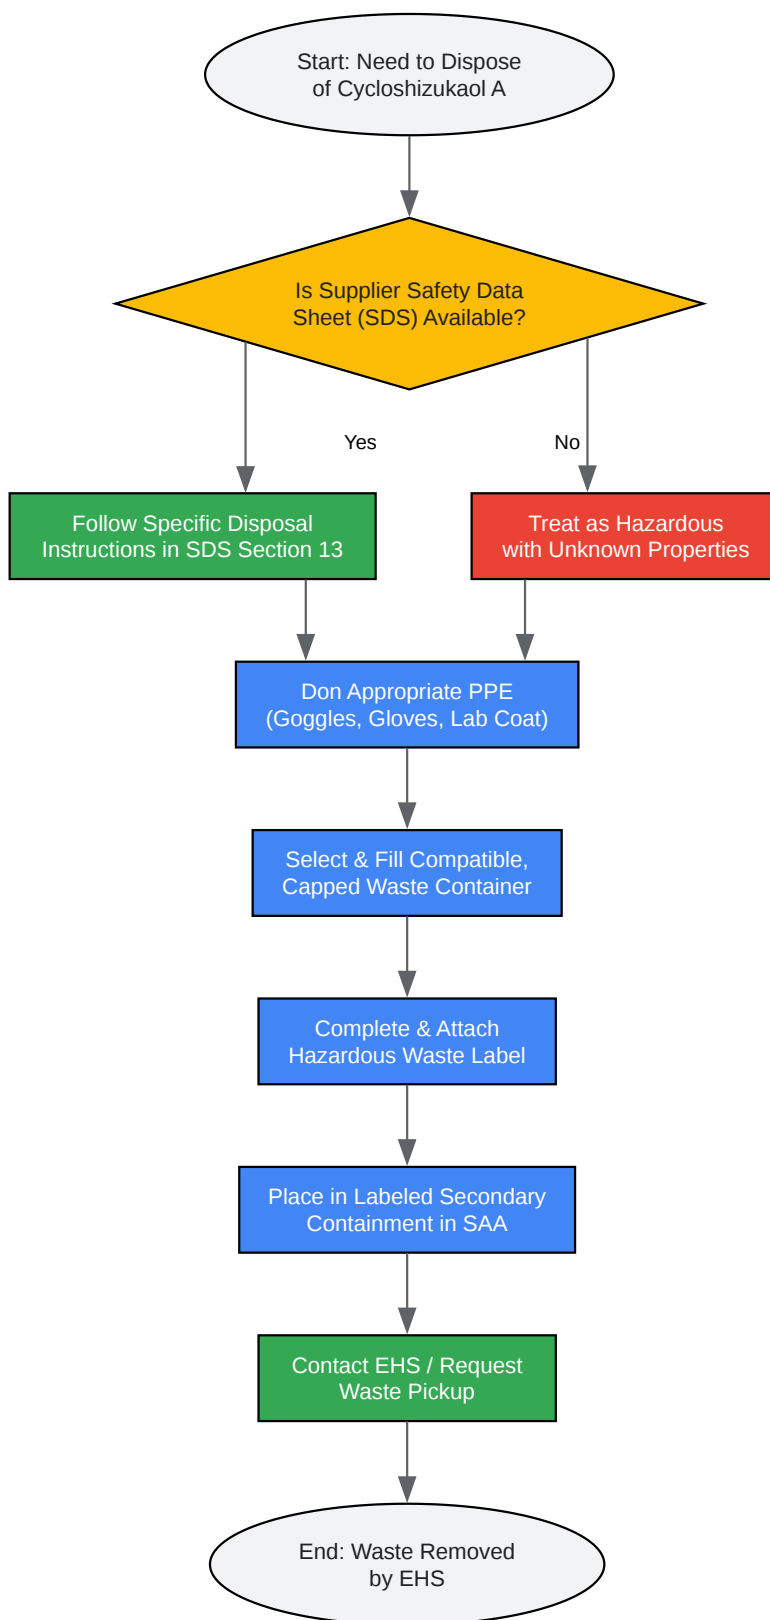 Start: Need to Dispose
of Cycloshizukaol A
Is Supplier Safety Data
Sheet (SDS) Available?
Yes
No
Follow Specific Disposal
Instructions in SDS Section 13
Treat as Hazardous
with Unknown Properties
Don Appropriate PPE
(Goggles, Gloves, Lab Coat)
Select & Fill Compatible,
Capped Waste Container
Complete & Attach
Hazardous Waste Label
Place in Labeled Secondary
Containment in SAA
Contact EHS / Request
Waste Pickup
End: Waste Removed
by EHS